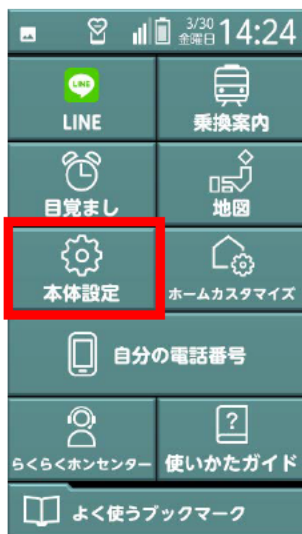 3/30
金曜日 14:24
LINE
LINE 乗換案内
目覚まし 地図
本体設定 ホームカスタマイズ
自分の電話番号
?
らくらくホンセンター 使いかたガイド
よく使うブックマーク